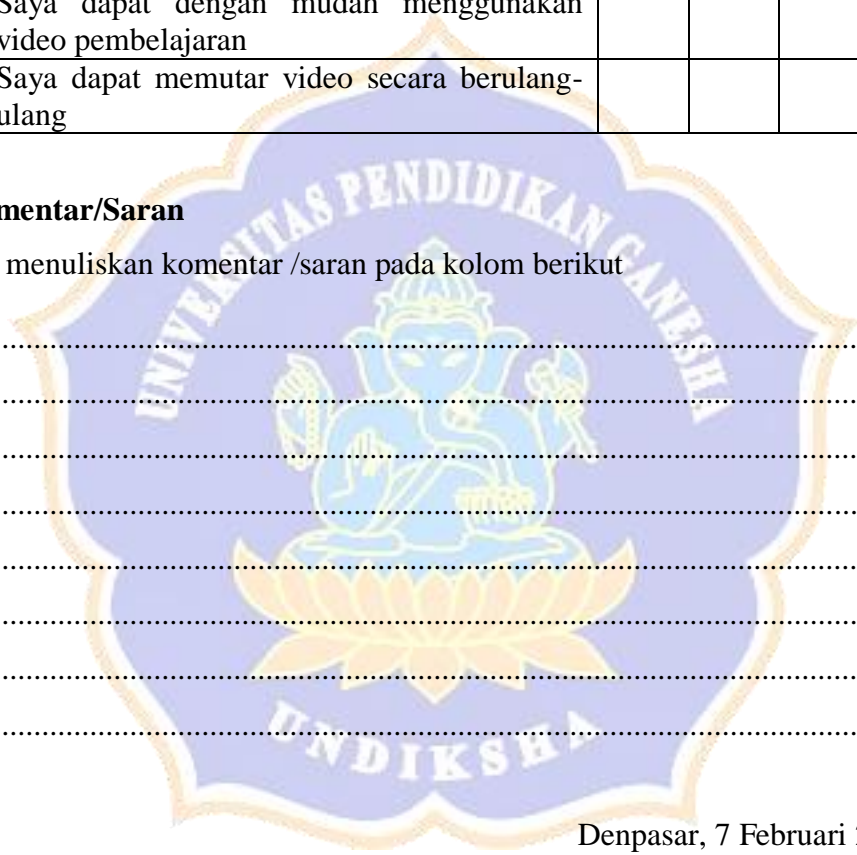 Saya dapat dengan mudah menggunakan
video pembelajaran
Saya dapat memutar video secara berulang-
ulang
mentar/Saran
menuliskan komentar /saran pada kolom berikut
UNIVERSITAS PENDIDIKAN GANESHA
...........................................................................................................
...........................................................................................................
...........................................................................................................
...........................................................................................................
...........................................................................................................
...........................................................................................................
...........................................................................................................
...........................................................................................................
UNDIKSHA
Denpasar, 7 Februari